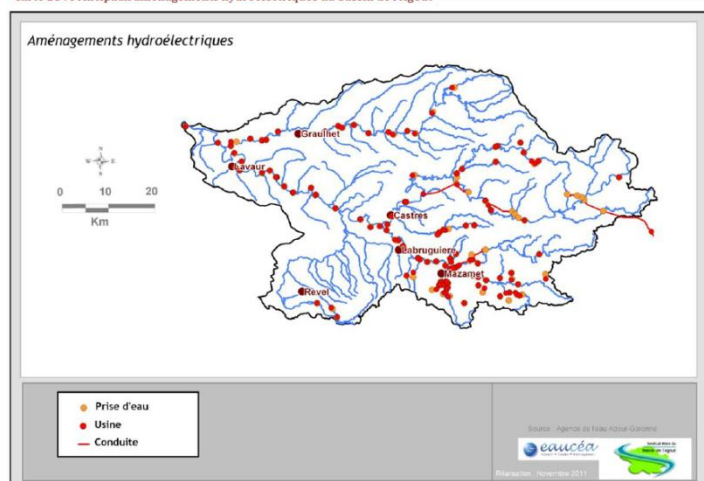 Aménagements hydroélectriques
Graulhet
Lavaur
0 10 20
Km
Castres
Labruguière
Mazamet
Revel
Prise d'eau
Usine
Conduite
Source : Agence de l'eau Adour-Garonne
eaucéa
Réalisation : Novembre 2011